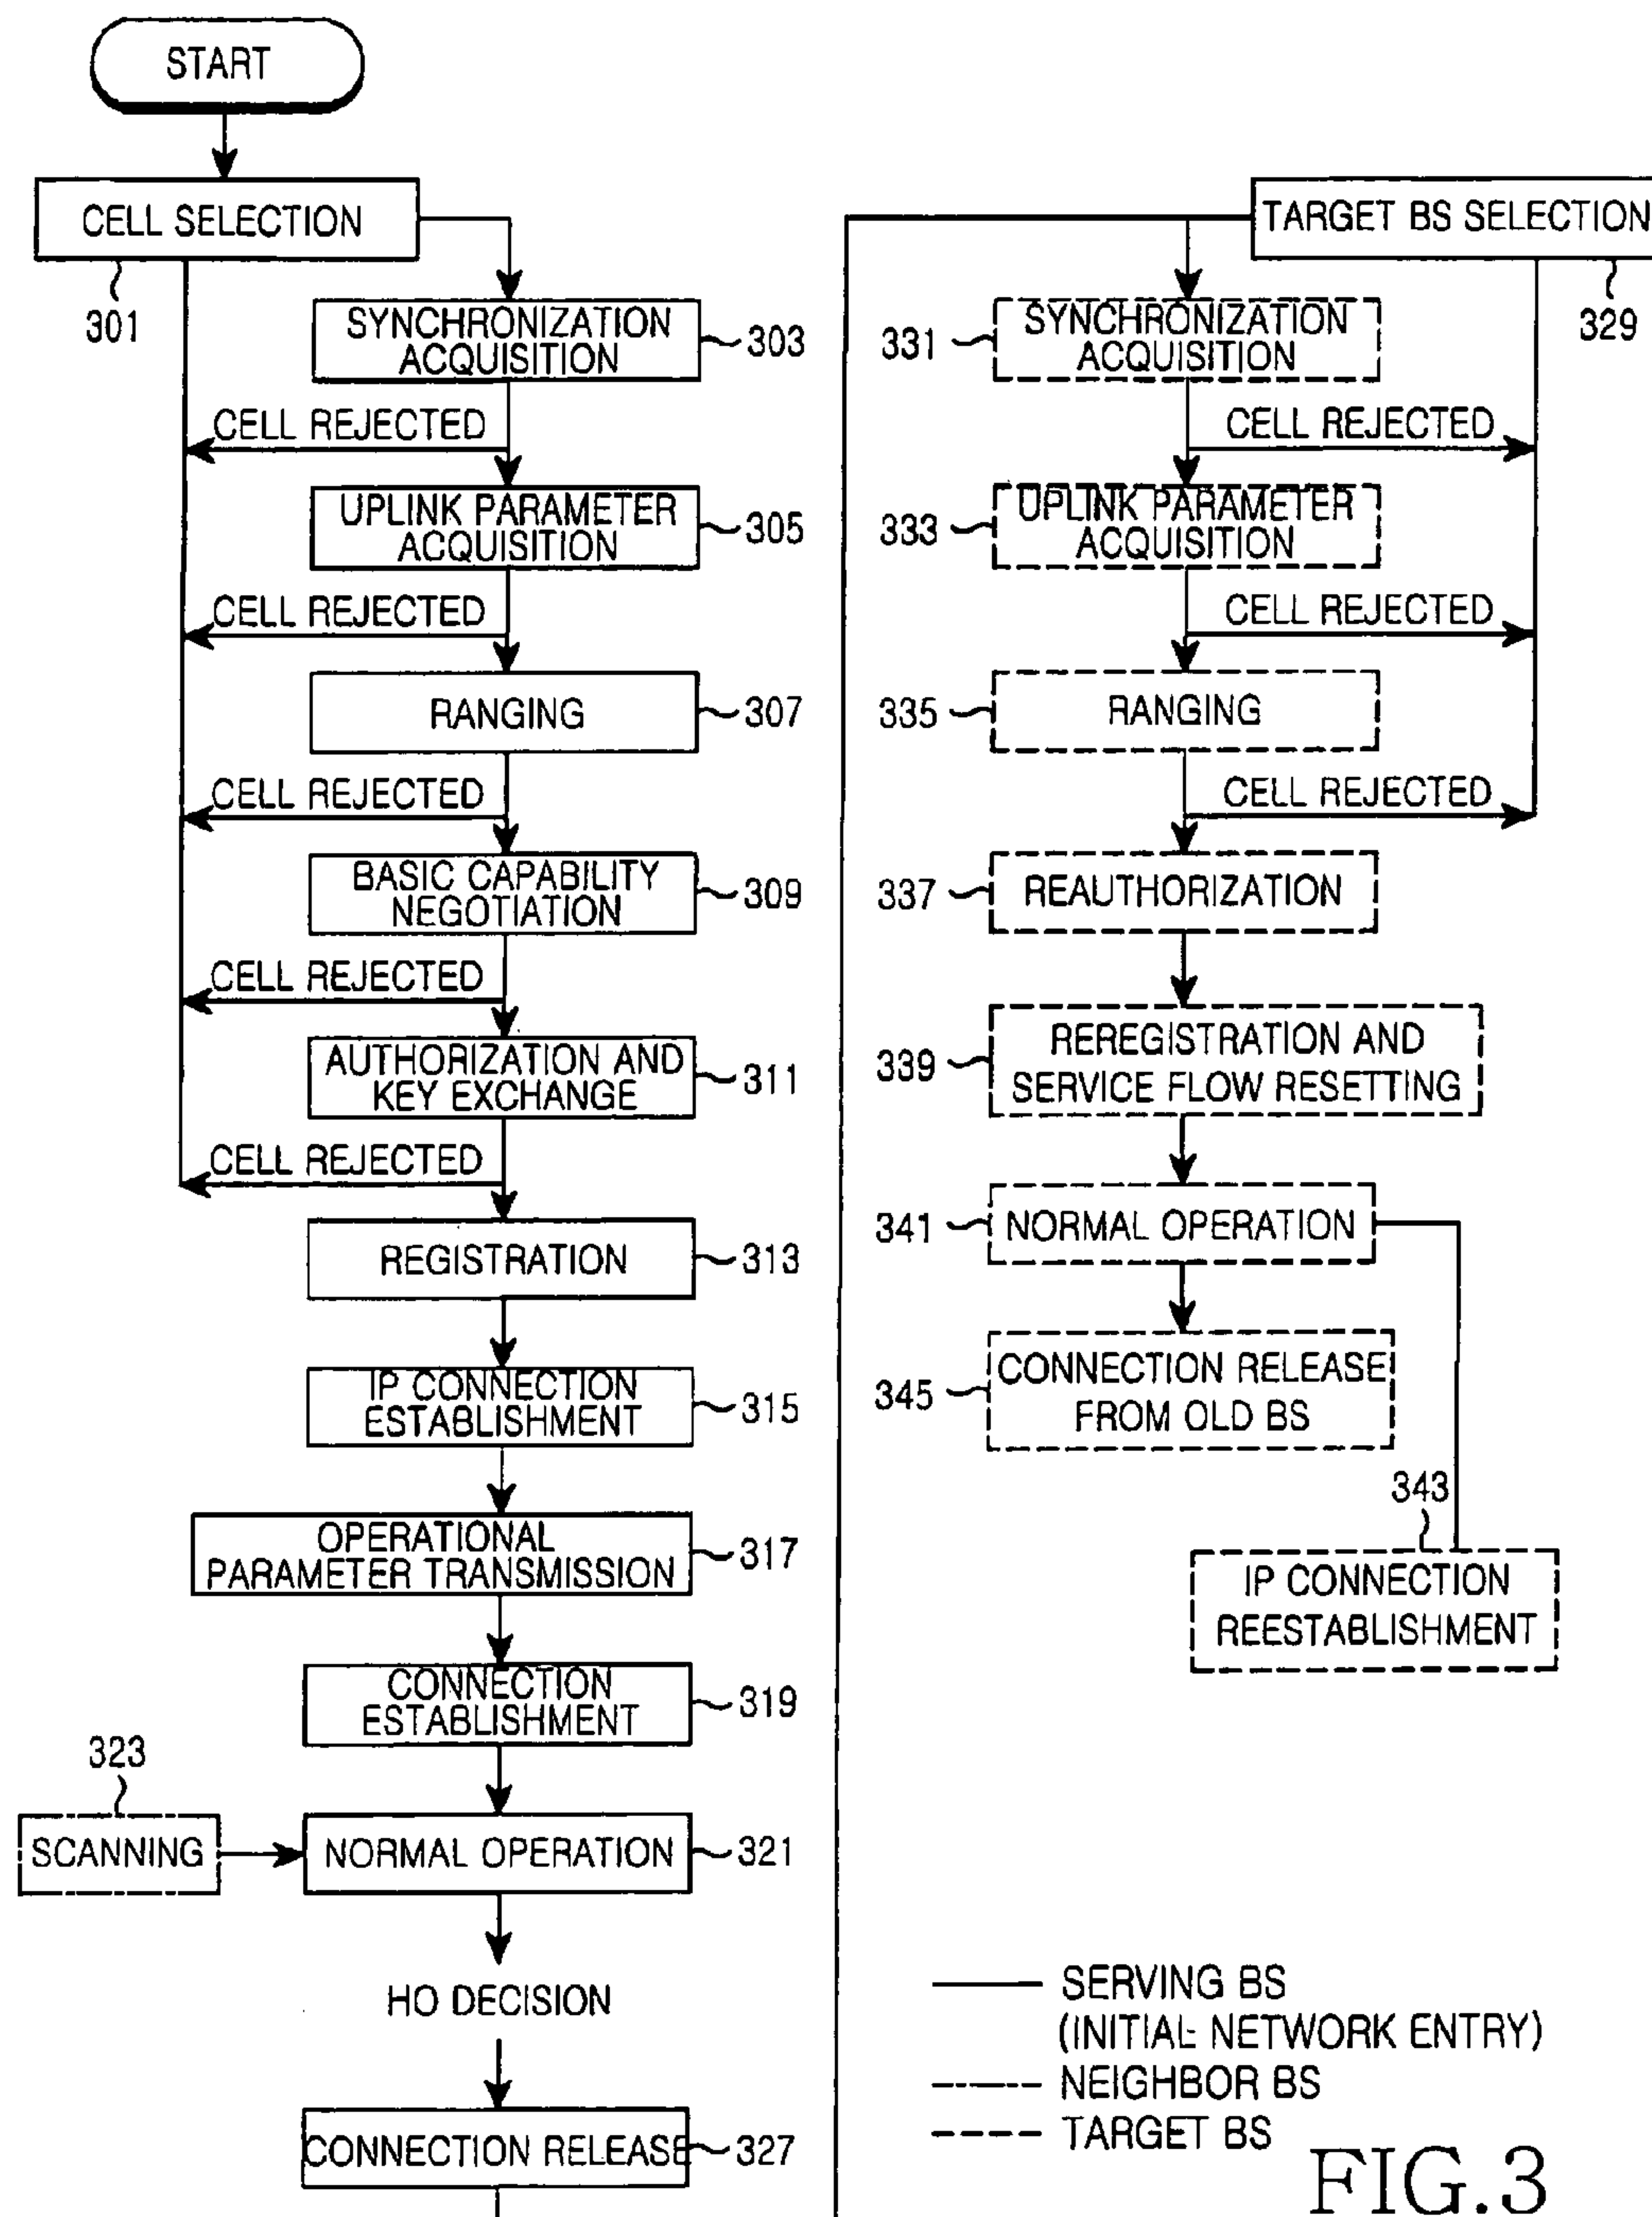 START
CELL SELECTION
301
SYNCHRONIZATION
ACQUISITION
303
CELL REJECTED
UPLINK PARAMETER
ACQUISITION
305
CELL REJECTED
RANGING
307
CELL REJECTED
BASIC CAPABILITY
NEGOTIATION
309
CELL REJECTED
AUTHORIZATION AND
KEY EXCHANGE
311
CELL REJECTED
REGISTRATION
313
IP CONNECTION
ESTABLISHMENT
315
OPERATIONAL
PARAMETER TRANSMISSION
317
CONNECTION
ESTABLISHMENT
319
323
SCANNING
NORMAL OPERATION
321
HO DECISION
CONNECTION RELEASE
327
TARGET BS SELECTION
329
331
SYNCHRONIZATION
ACQUISITION
CELL REJECTED
333
UPLINK PARAMETER
ACQUISITION
CELL REJECTED
335
RANGING
CELL REJECTED
337
REAUTHORIZATION
339
REREGISTRATION AND
SERVICE FLOW RESETTING
341
NORMAL OPERATION
345
CONNECTION RELEASE
FROM OLD BS
343
IP CONNECTION
REESTABLISHMENT
SERVING BS
(INITIAL NETWORK ENTRY)
NEIGHBOR BS
TARGET BS
FIG.3